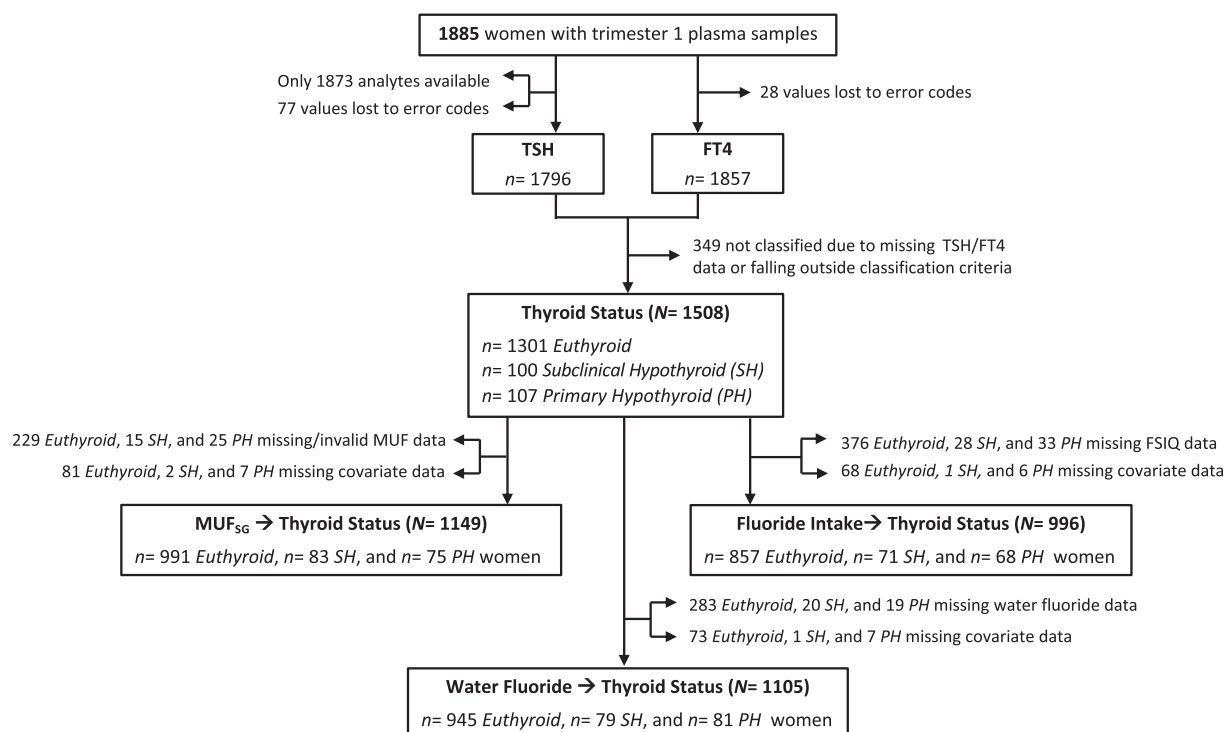 1885 women with trimester 1 plasma samples
Only 1873 analytes available
77 values lost to error codes
28 values lost to error codes
TSH
n= 1796
FT4
n= 1857
349 not classified due to missing TSH/FT4
data or falling outside classification criteria
Thyroid Status (N= 1508)
n= 1301 Euthyroid
n= 100 Subclinical Hypothyroid (SH)
n= 107 Primary Hypothyroid (PH)
229 Euthyroid, 15 SH, and 25 PH missing/invalid MUF data
81 Euthyroid, 2 SH, and 7 PH missing covariate data
376 Euthyroid, 28 SH, and 33 PH missing FSIQ data
68 Euthyroid, 1 SH, and 6 PH missing covariate data
MUFSG → Thyroid Status (N= 1149)
n= 991 Euthyroid, n= 83 SH, and n= 75 PH women
Fluoride Intake→ Thyroid Status (N= 996)
n= 857 Euthyroid, n= 71 SH, and n= 68 PH women
283 Euthyroid, 20 SH, and 19 PH missing water fluoride data
73 Euthyroid, 1 SH, and 7 PH missing covariate data
Water Fluoride → Thyroid Status (N= 1105)
n= 945 Euthyroid, n= 79 SH, and n= 81 PH women